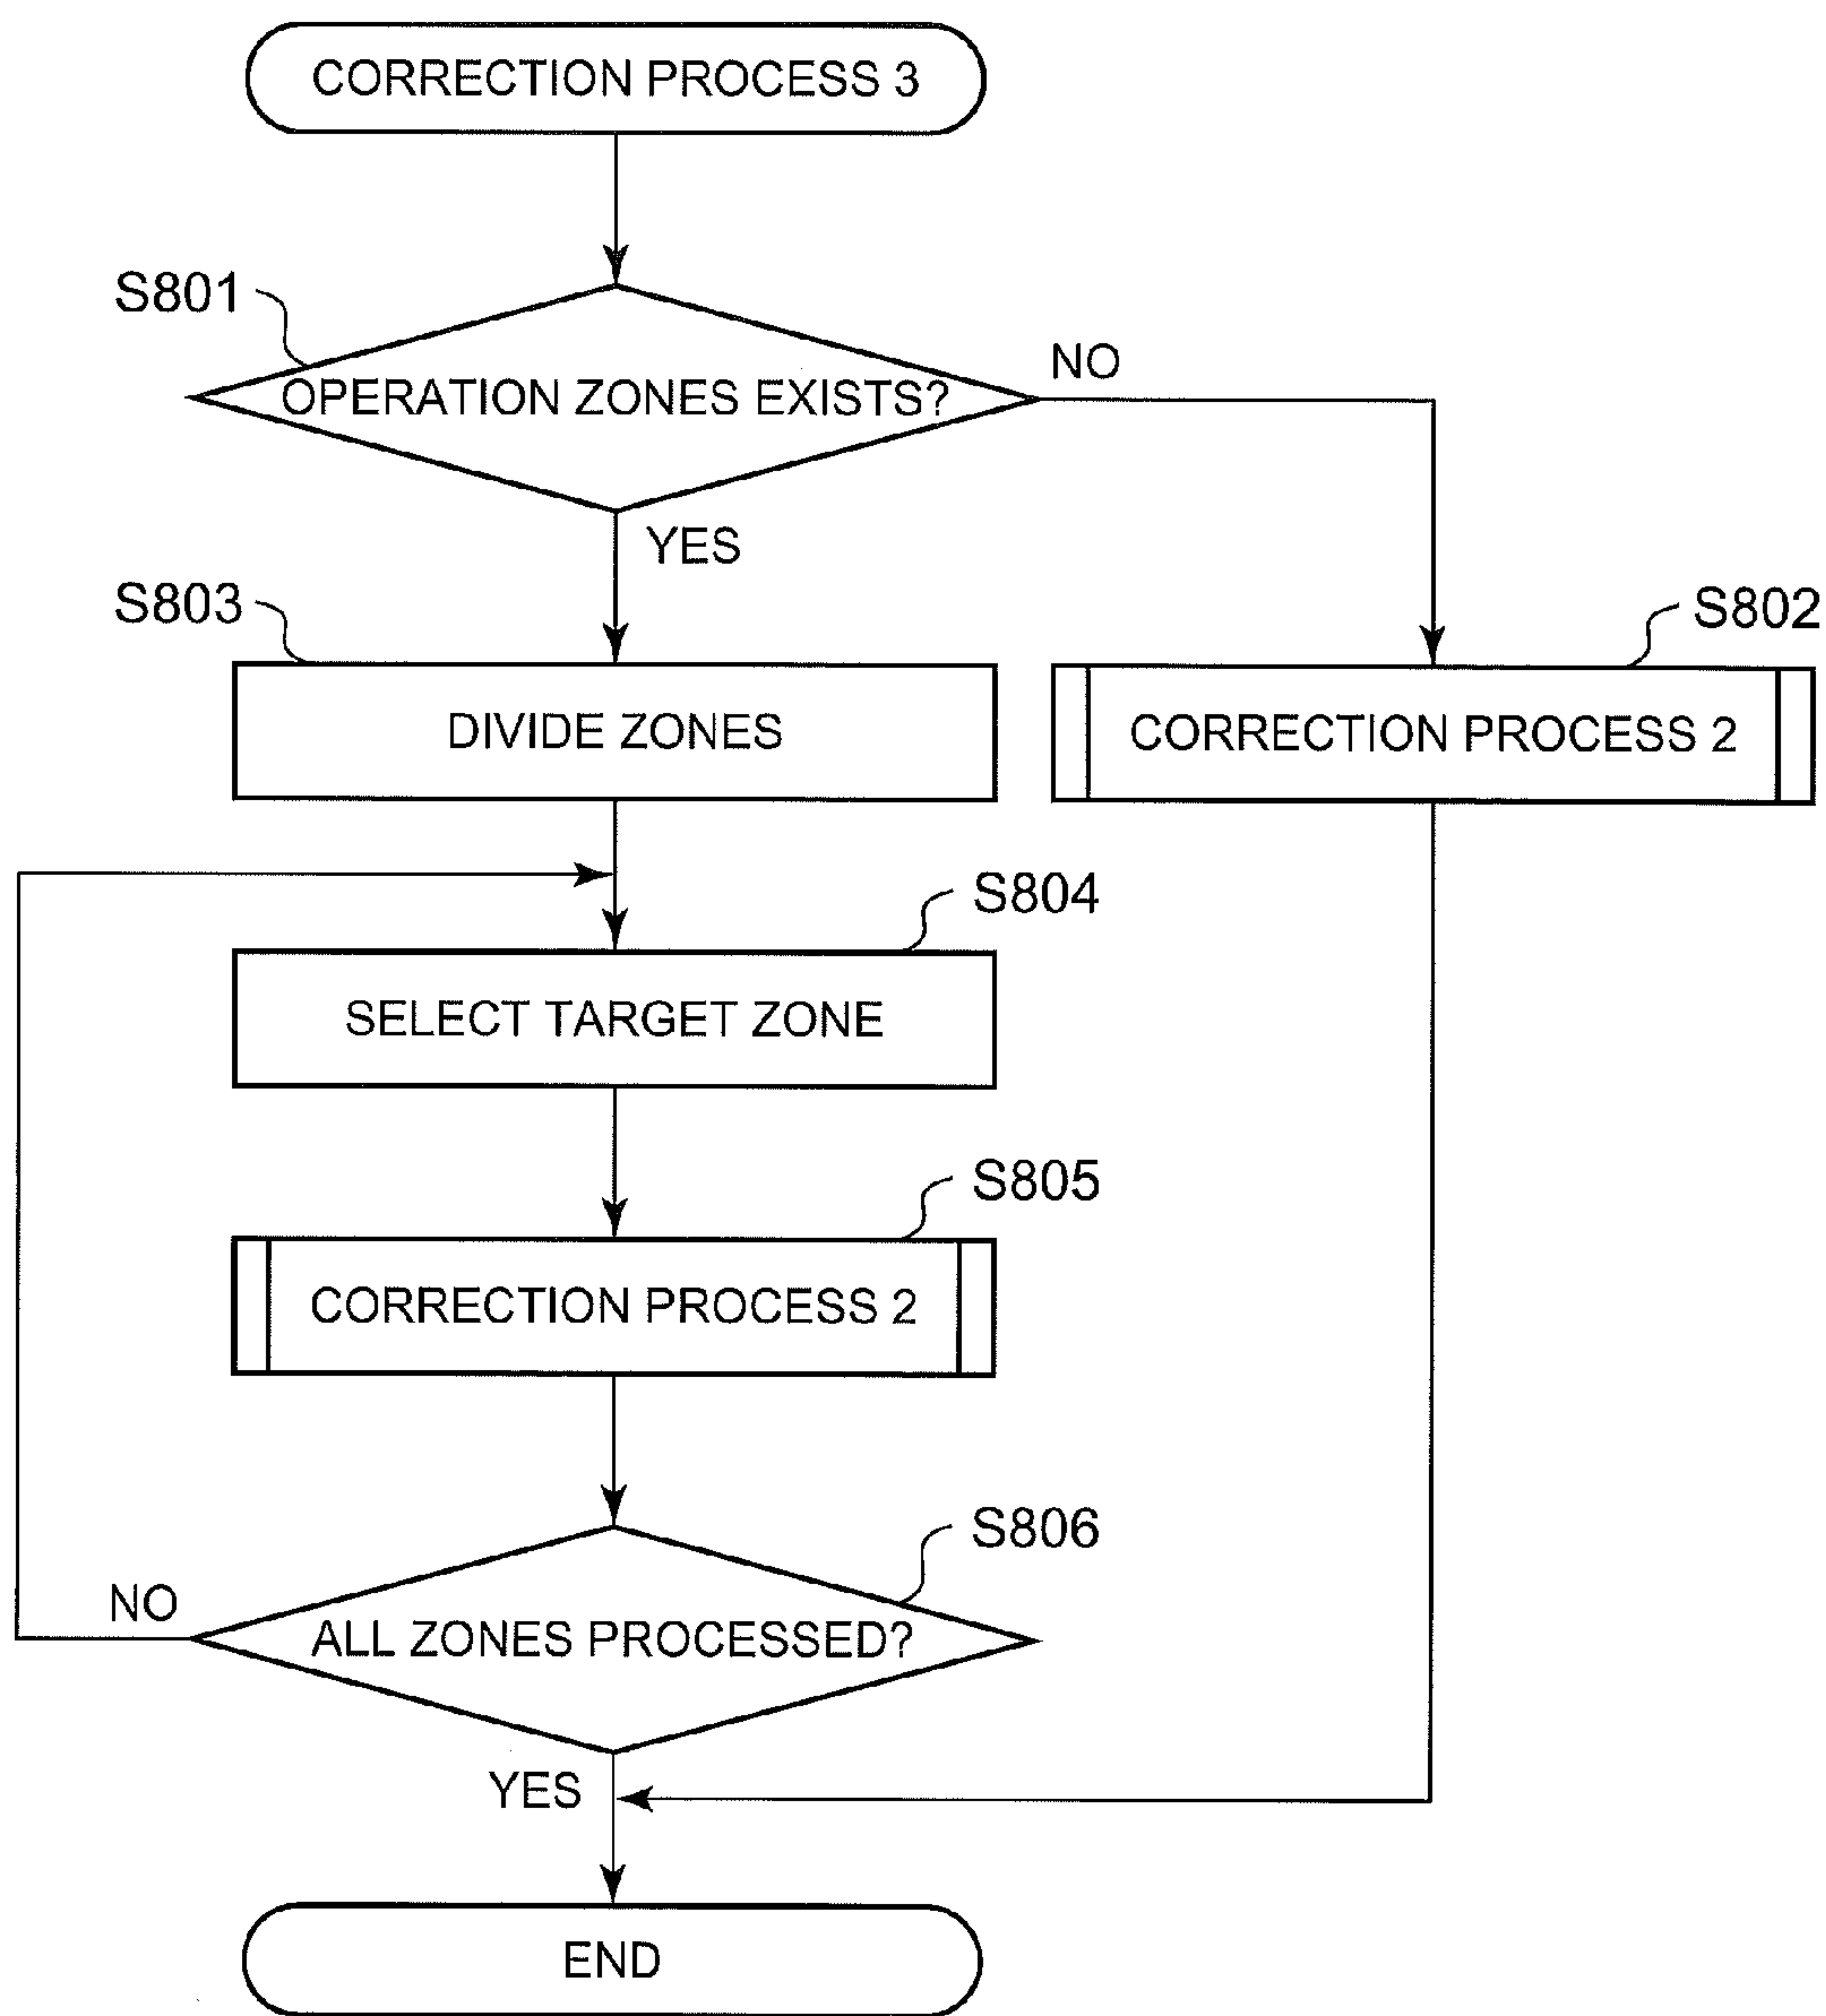 CORRECTION PROCESS 3
S801
OPERATION ZONES EXISTS?
NO
YES
S803
DIVIDE ZONES
S802
CORRECTION PROCESS 2
S804
SELECT TARGET ZONE
S805
CORRECTION PROCESS 2
S806
NO
ALL ZONES PROCESSED?
YES
END